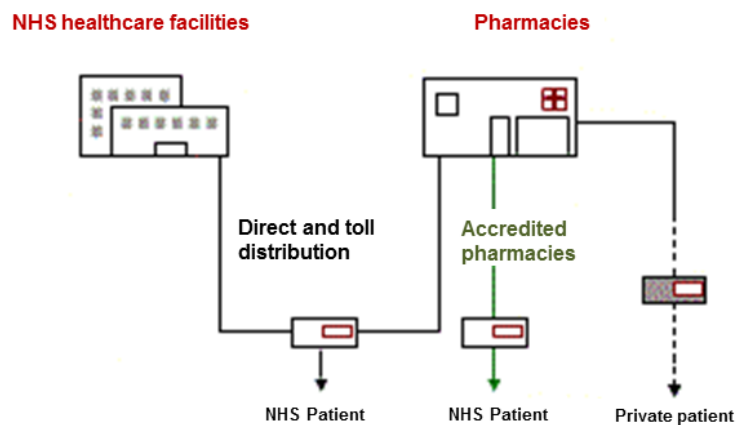 NHS healthcare facilities
Pharmacies
Direct and toll
distribution
Accredited
pharmacies
NHS Patient
NHS Patient
Private patient